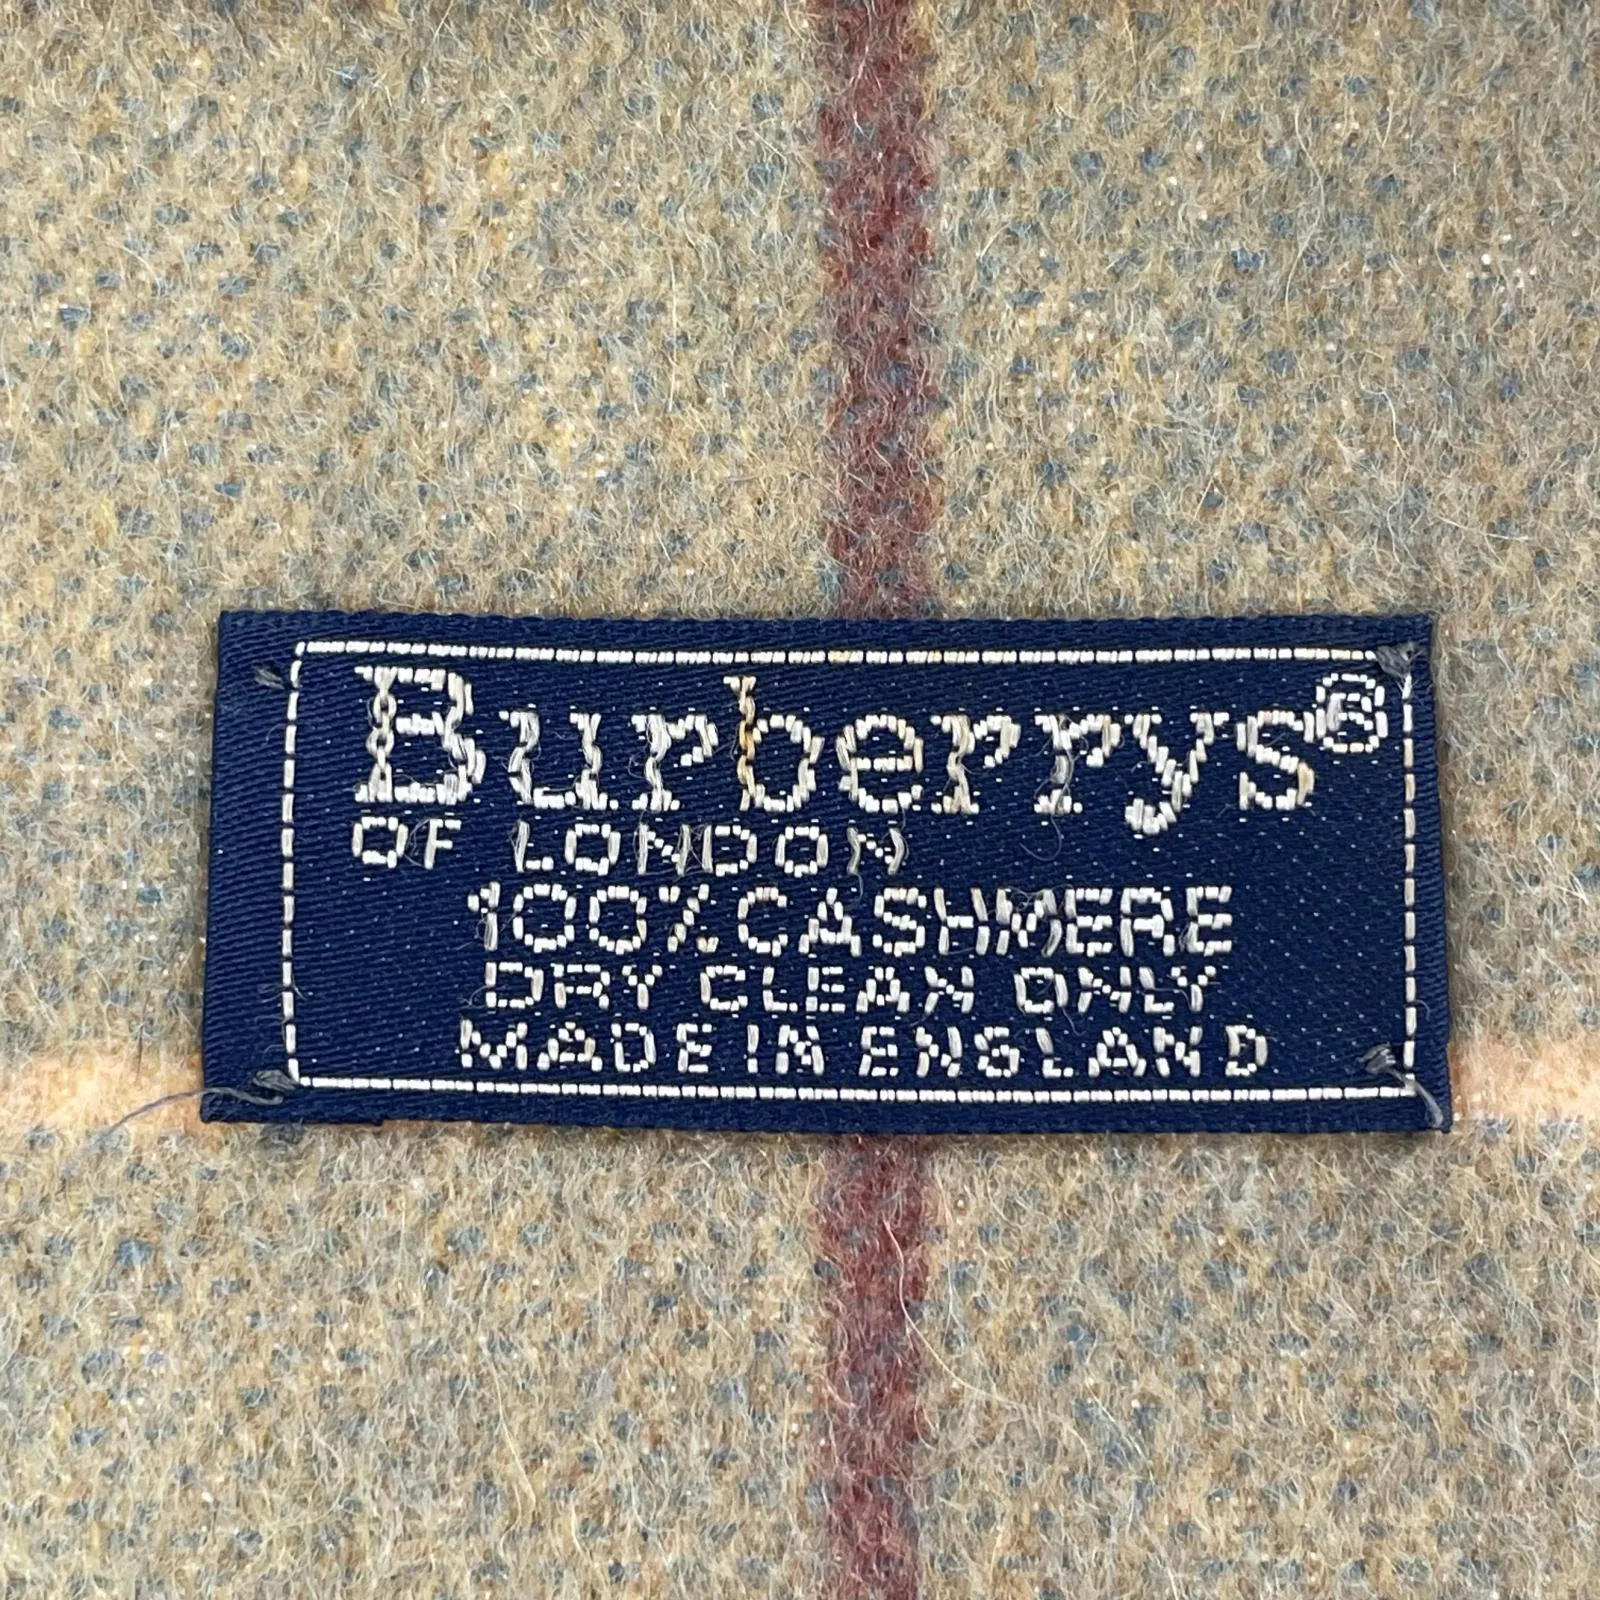 Burberrys®
OF LONDON
100% CASHMERE
DRY CLEAN ONLY
MADE IN ENGLAND